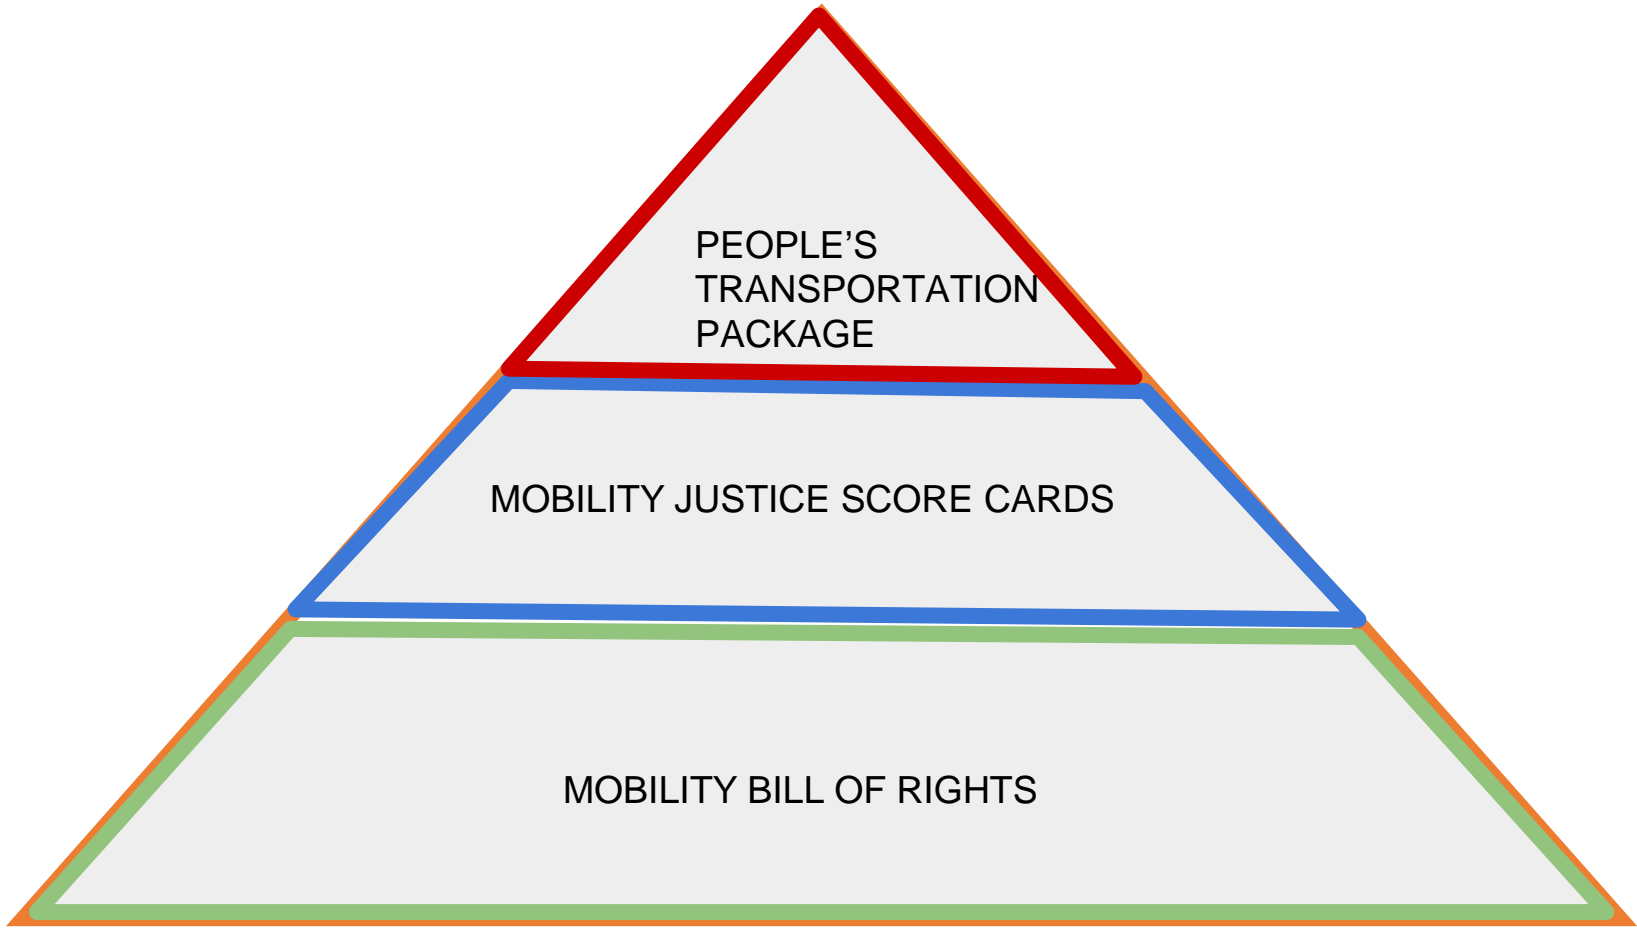 PEOPLE’S
TRANSPORTATION
PACKAGE
MOBILITY JUSTICE SCORE CARDS
MOBILITY BILL OF RIGHTS